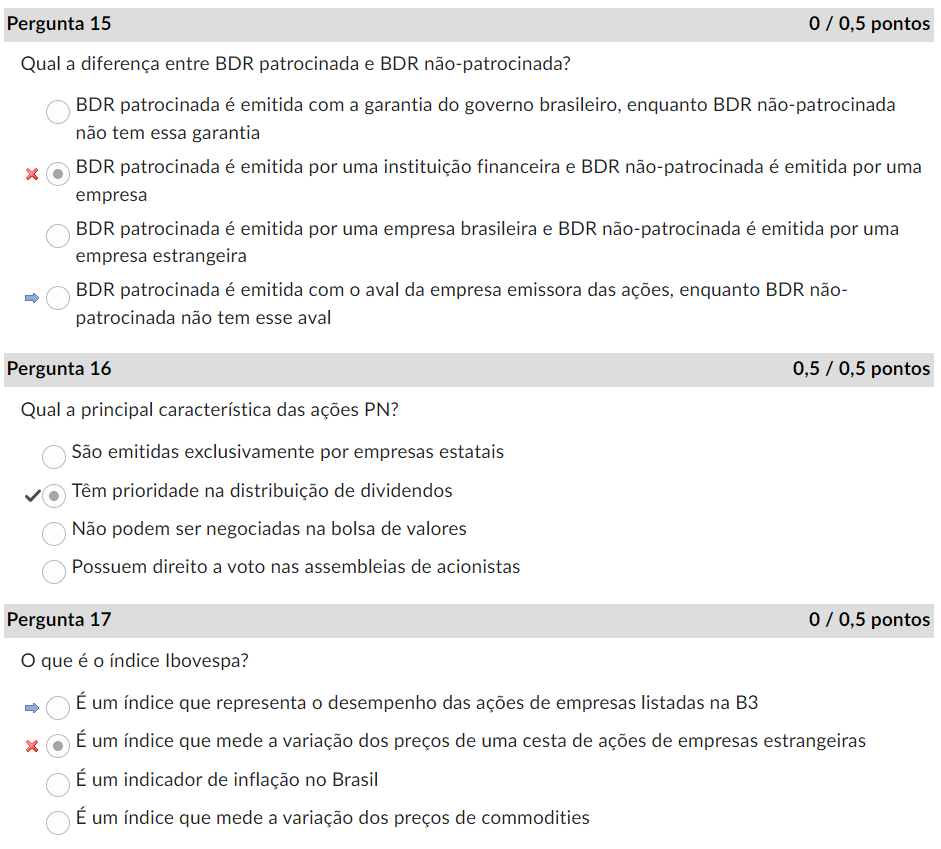 Pergunta 15 0 / 0,5 pontos
Qual a diferença entre BDR patrocinada e BDR não-patrocinada?
BDR patrocinada é emitida com a garantia do governo brasileiro, enquanto BDR não-patrocinada
não tem essa garantia
BDR patrocinada é emitida por uma instituição financeira e BDR não-patrocinada é emitida por uma
empresa
BDR patrocinada é emitida por uma empresa brasileira e BDR não-patrocinada é emitida por uma
empresa estrangeira
BDR patrocinada é emitida com o aval da empresa emissora das ações, enquanto BDR não-
patrocinada não tem esse aval
Pergunta 16 0,5 / 0,5 pontos
Qual a principal característica das ações PN?
São emitidas exclusivamente por empresas estatais
Têm prioridade na distribuição de dividendos
Não podem ser negociadas na bolsa de valores
Possuem direito a voto nas assembleias de acionistas
Pergunta 17 0 / 0,5 pontos
O que é o índice Ibovespa?
É um índice que representa o desempenho das ações de empresas listadas na B3
É um índice que mede a variação dos preços de uma cesta de ações de empresas estrangeiras
É um indicador de inflação no Brasil
É um índice que mede a variação dos preços de commodities